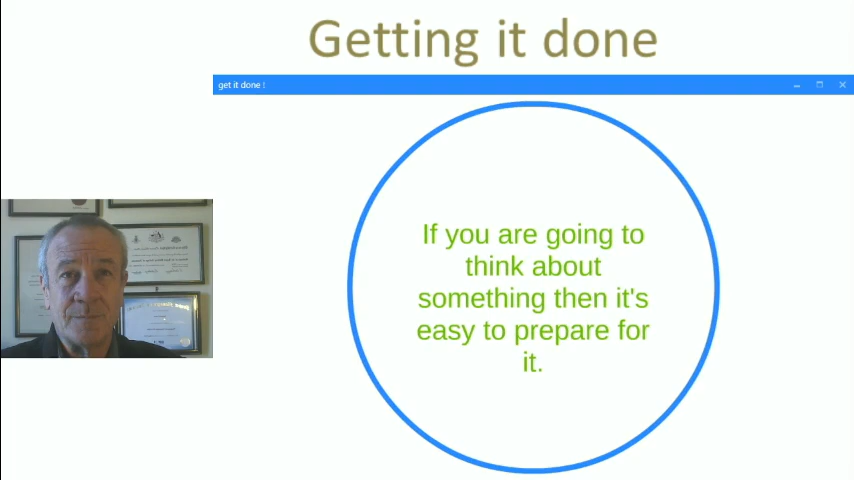 Getting it done
get it done !
If you are going to
think about
something then it's
easy to prepare for
it.